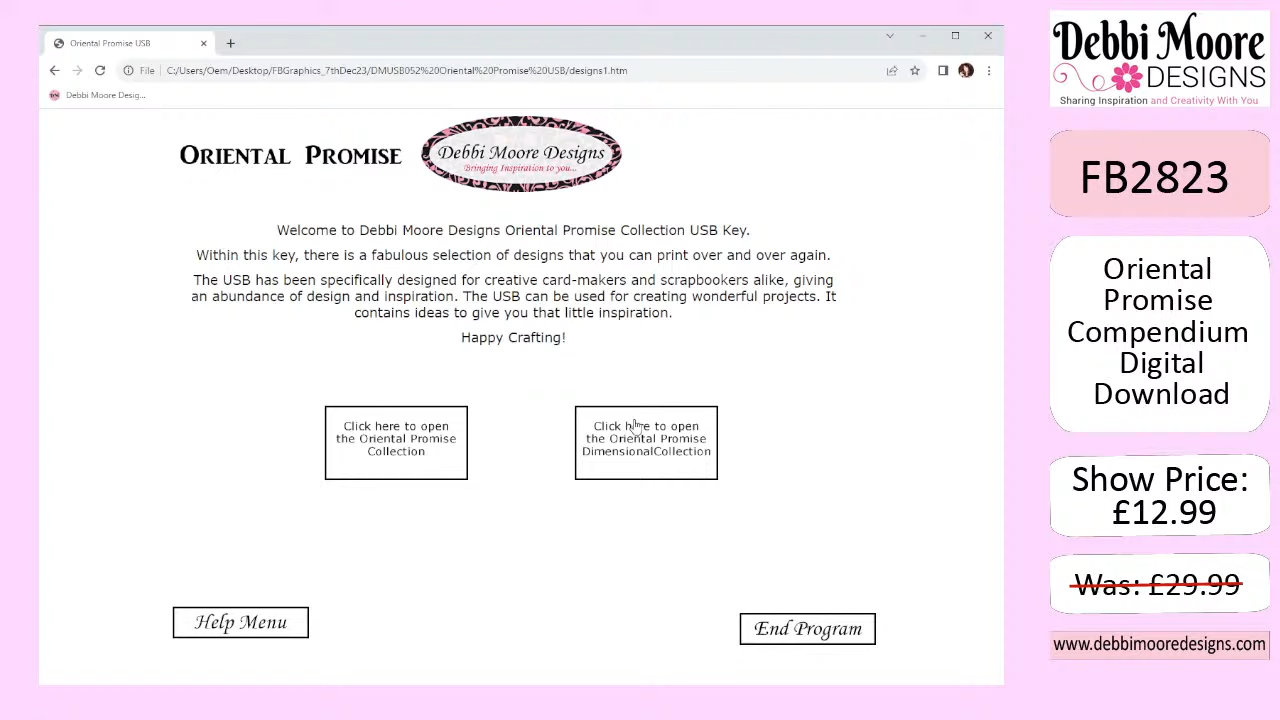 Oriental Promise USB
File
C:/Users/Oem/Desktop/FBGraphics_7thDec23/DMUSB052%20Oriental%20Promise%20USB/designs1.htm
Debbi Moore Desig...
Oriental Promise
Debbi Moore Designs
Bringing Inspiration to you...
Welcome to Debbi Moore Designs Oriental Promise Collection USB Key.
Within this key, there is a fabulous selection of designs that you can print over and over again.
The USB has been specifically designed for creative card-makers and scrapbookers alike, giving
an abundance of design and inspiration. The USB can be used for creating wonderful projects. It
contains ideas to give you that little inspiration.
Happy Crafting!
Click here to open
the Oriental Promise
Collection
Click here to open
the Oriental Promise
DimensionalCollection
Help Menu
End Program
Debbi Moore
DESIGNS
Sharing Inspiration and Creativity With You
FB2823
Oriental
Promise
Compendium
Digital
Download
Show Price:
£12.99
Was: £29.99
www.debbimooredesigns.com